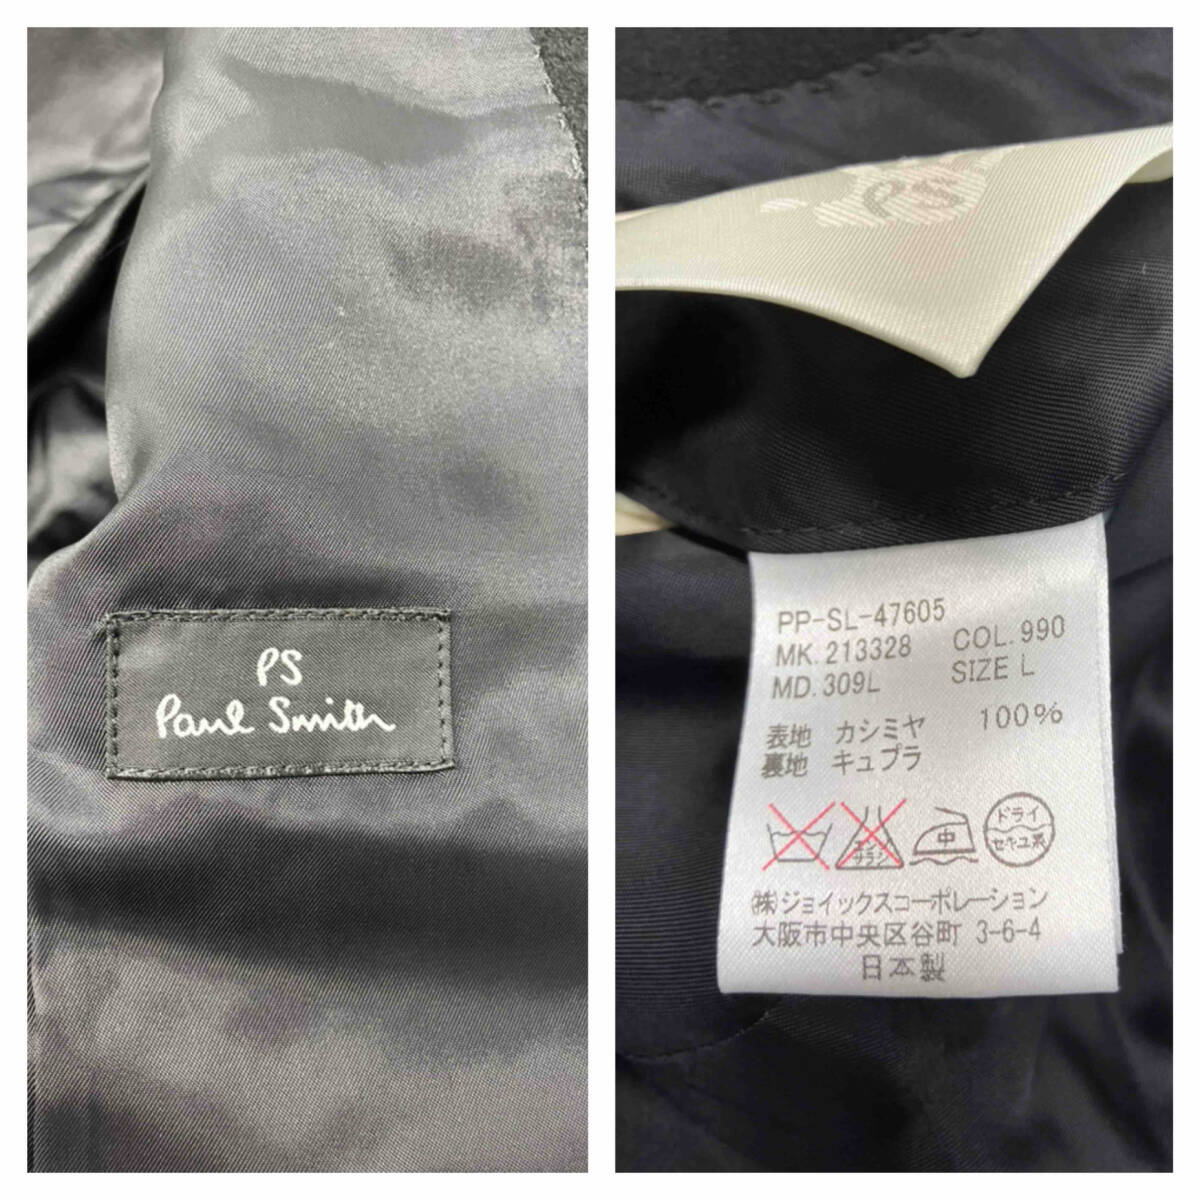 PS
Paul Smith
PS
PP-SL-47605
MK. 213328 COL. 990
MD. 309L SIZE L
表地 カシミヤ 100%
裏地 キュプラ
エンソ
サラシ
中
ドライ
セキユ系
㈱ジョイックスコーポレーション
大阪市中央区谷町 3-6-4
日本製